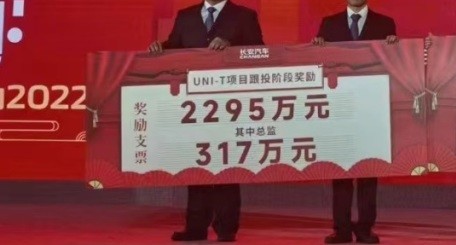 长安汽车
CHANGAN
UNI-T项目跟投阶段奖励
2295万元
其中总监
317万元
奖励支票
2022